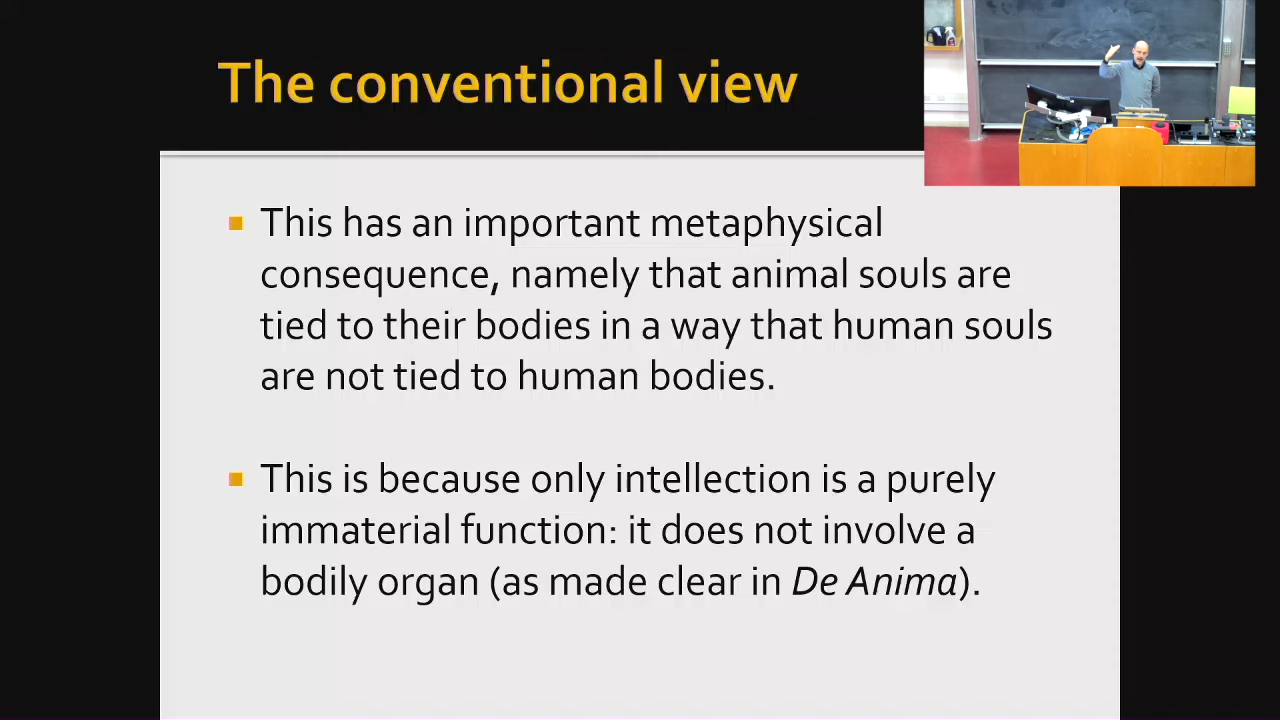 The conventional view
This has an important metaphysical
consequence, namely that animal souls are
tied to their bodies in a way that human souls
are not tied to human bodies.
This is because only intellection is a purely
immaterial function: it does not involve a
bodily organ (as made clear in De Anima).